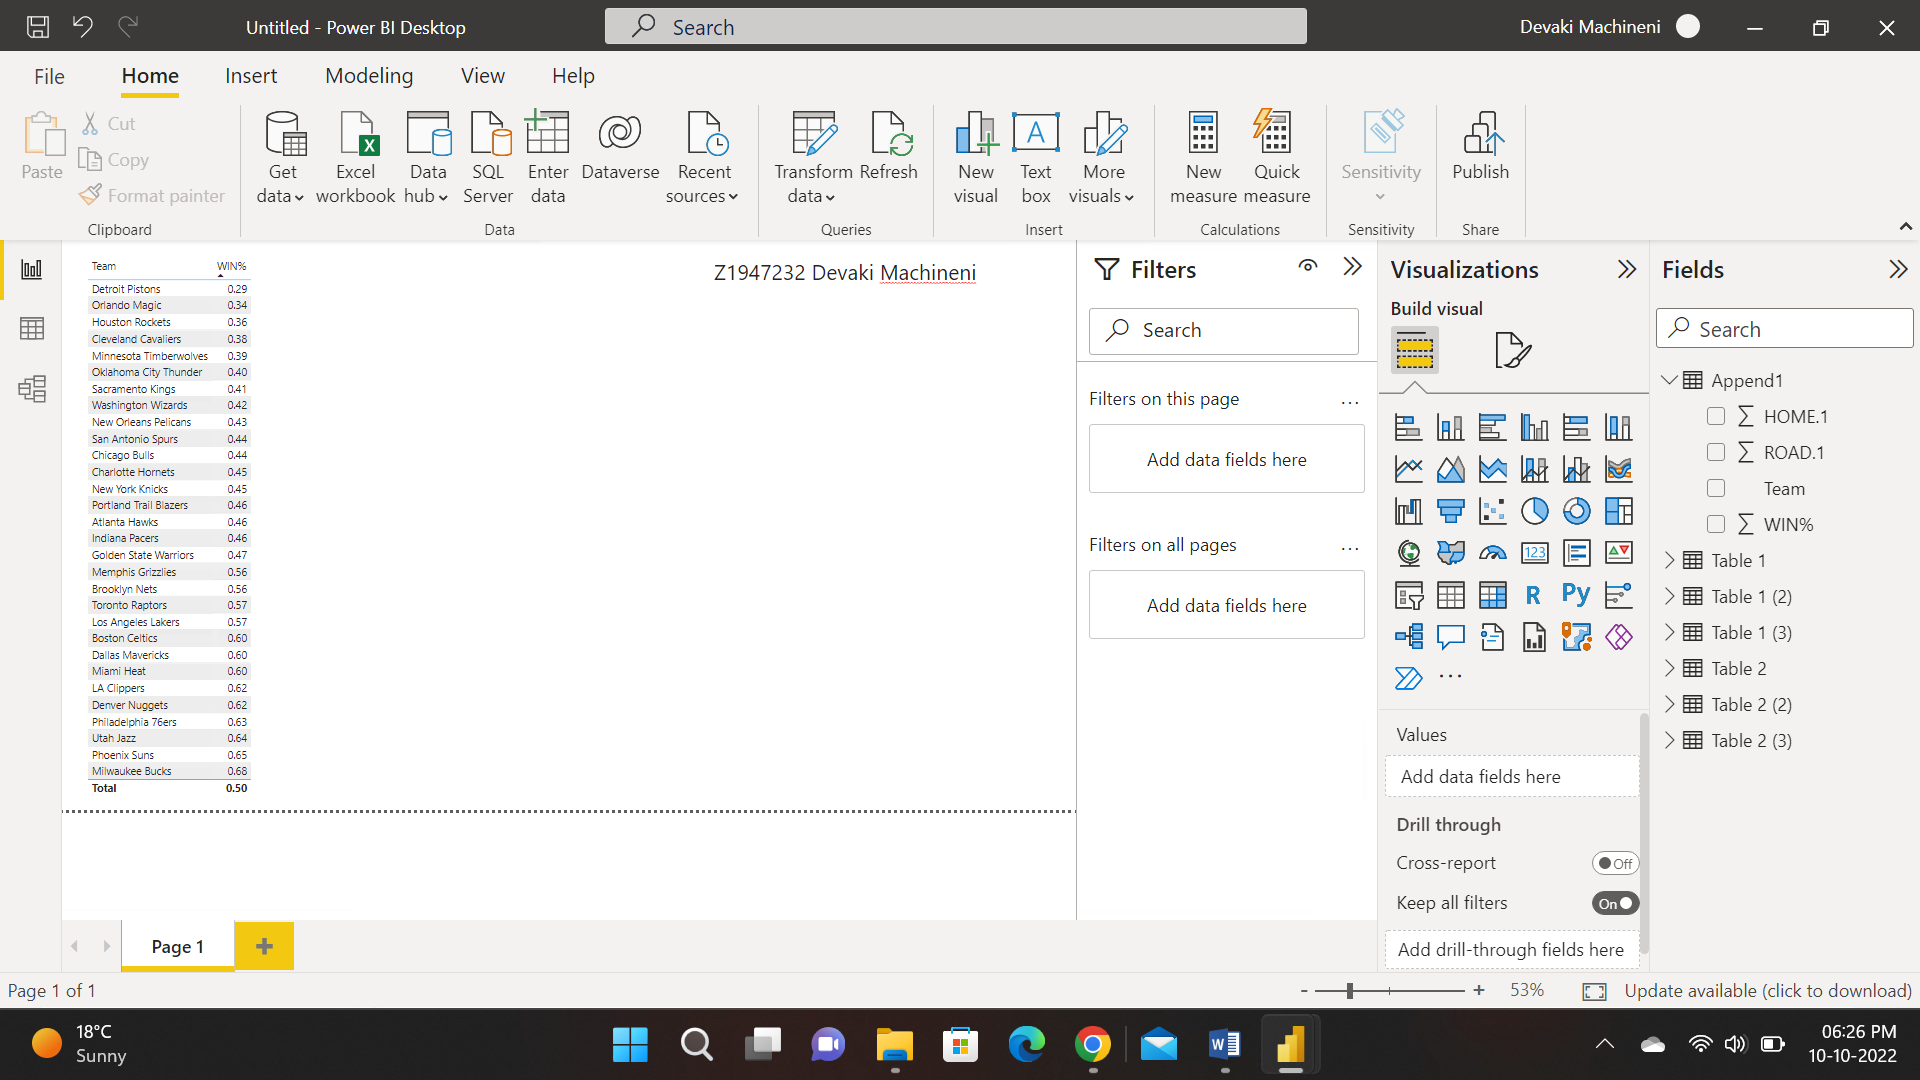 Untitled - Power BI Desktop
Search
Devaki Machineni
File
Home
Insert
Modeling
View
Help
Paste
Cut
Copy
Format painter
Clipboard
Get data
Excel workbook
Data hub
SQL Server
Enter data
Dataverse
Recent sources
Data
Transform data
Refresh
Queries
New visual
A
Text box
More visuals
Insert
New measure
Quick measure
Calculations
Sensitivity
Sensitivity
Publish
Share
Team WIN%
Detroit Pistons 0.29
Orlando Magic 0.34
Houston Rockets 0.36
Cleveland Cavaliers 0.38
Minnesota Timberwolves 0.39
Oklahoma City Thunder 0.40
Sacramento Kings 0.41
Washington Wizards 0.42
New Orleans Pelicans 0.43
San Antonio Spurs 0.44
Chicago Bulls 0.44
Charlotte Hornets 0.45
New York Knicks 0.45
Portland Trail Blazers 0.46
Atlanta Hawks 0.46
Indiana Pacers 0.46
Golden State Warriors 0.47
Memphis Grizzlies 0.56
Brooklyn Nets 0.56
Toronto Raptors 0.57
Los Angeles Lakers 0.57
Boston Celtics 0.60
Dallas Mavericks 0.60
Miami Heat 0.60
LA Clippers 0.62
Denver Nuggets 0.62
Philadelphia 76ers 0.63
Utah Jazz 0.64
Phoenix Suns 0.65
Milwaukee Bucks 0.68
Total 0.50
Z1947232 Devaki Machineni
Filters
Search
Filters on this page ...
Add data fields here
Filters on all pages ...
Add data fields here
Visualizations
Build visual
123
R Py
...
Values
Add data fields here
Drill through
Cross-report Off
Keep all filters On
Add drill-through fields here
Fields
Search
Append1
∑ HOME.1
∑ ROAD.1
Team
∑ WIN%
Table 1
Table 1 (2)
Table 1 (3)
Table 2
Table 2 (2)
Table 2 (3)
Page 1 +
Page 1 of 1
- + 53%
Update available (click to download)
18°C
Sunny
W
06:26 PM
10-10-2022